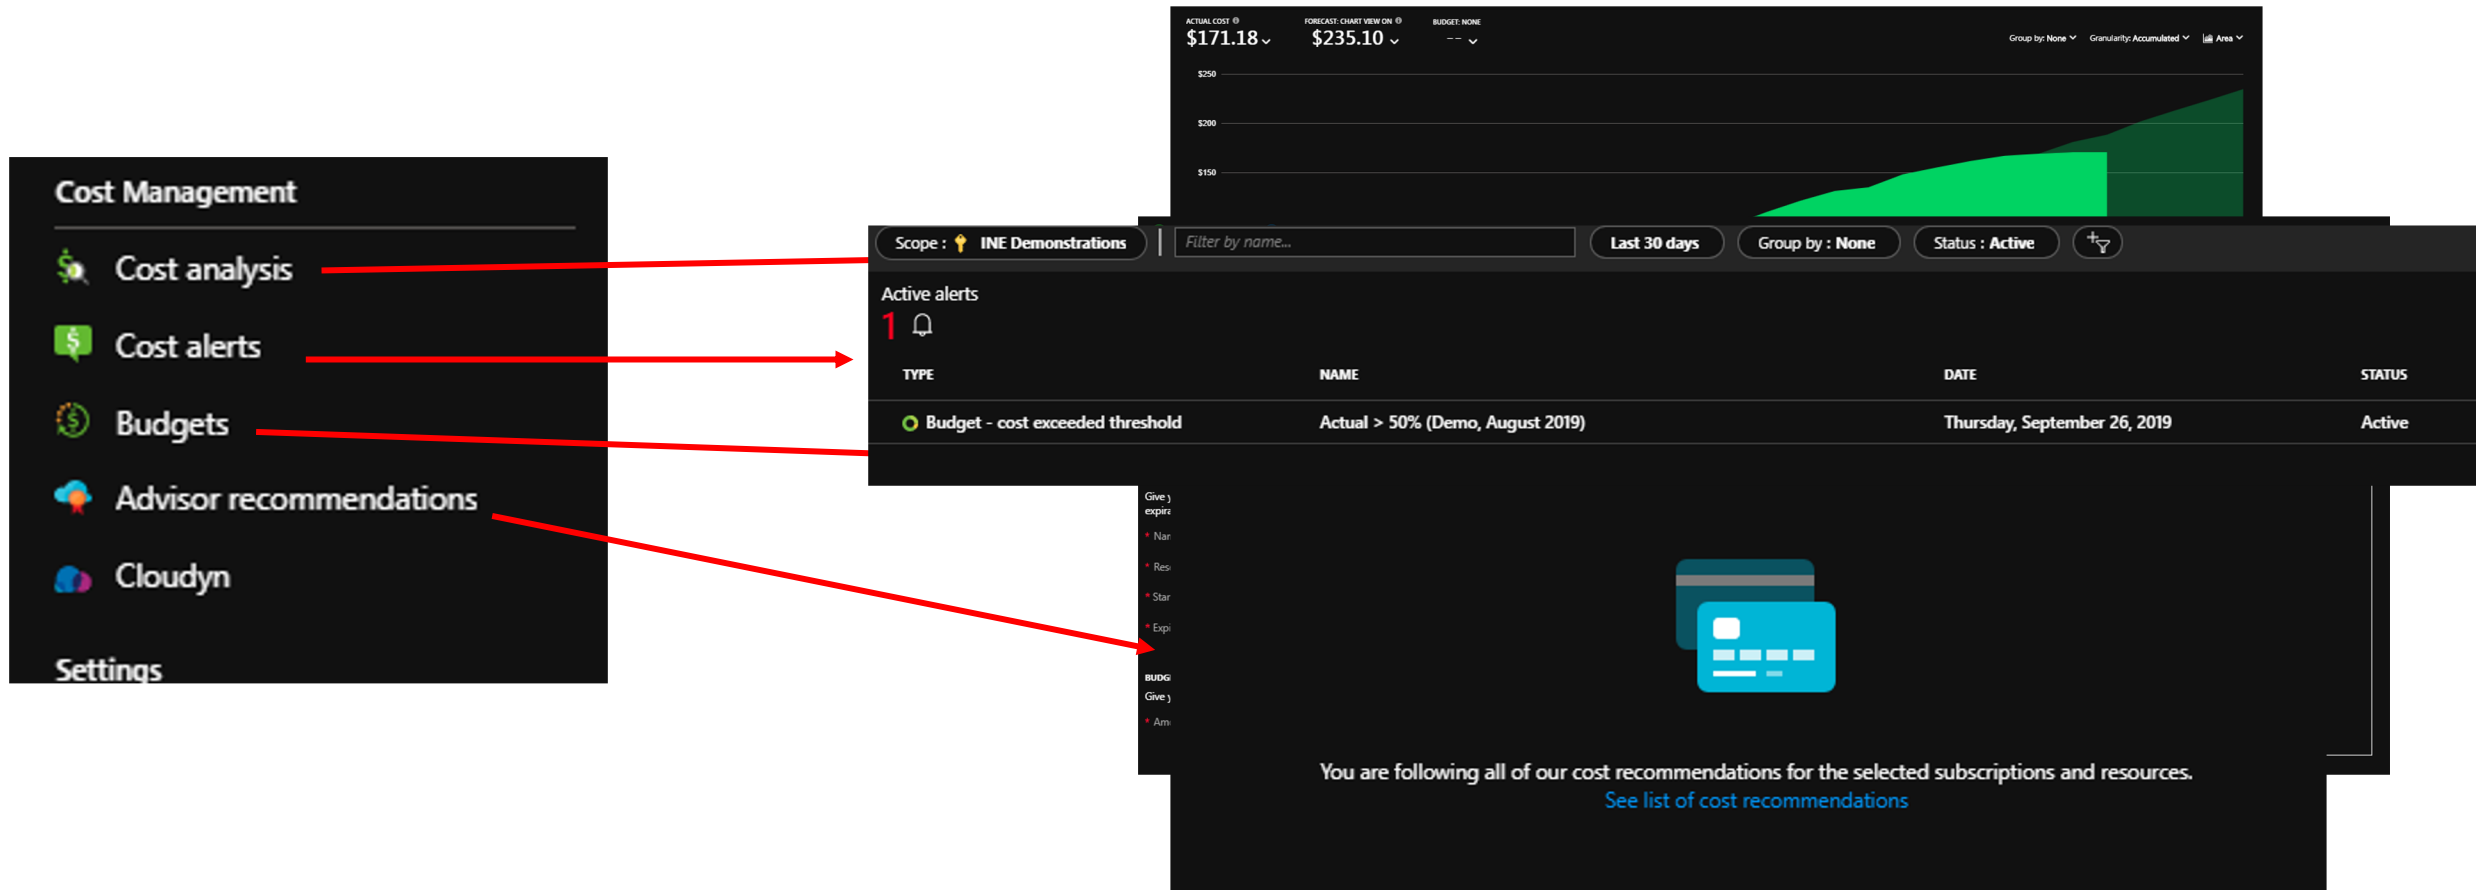 Cost Management
Cost analysis
Cost alerts
Budgets
Advisor recommendations
Cloudyn
Settings
ACTUAL COST FORECAST: CHART VIEW ON BUDGET: NONE
$171.18 $235.10 --
Group by: None Granularity: Accumulated Area
$250
$200
$150
Scope : INE Demonstrations Filter by name... Last 30 days Group by : None Status : Active
Active alerts
1
TYPE NAME DATE STATUS
Budget - cost exceeded threshold Actual > 50% (Demo, August 2019) Thursday, September 26, 2019 Active
Give
* Expi
Give
You are following all of our cost recommendations for the selected subscriptions and resources.
See list of cost recommendations